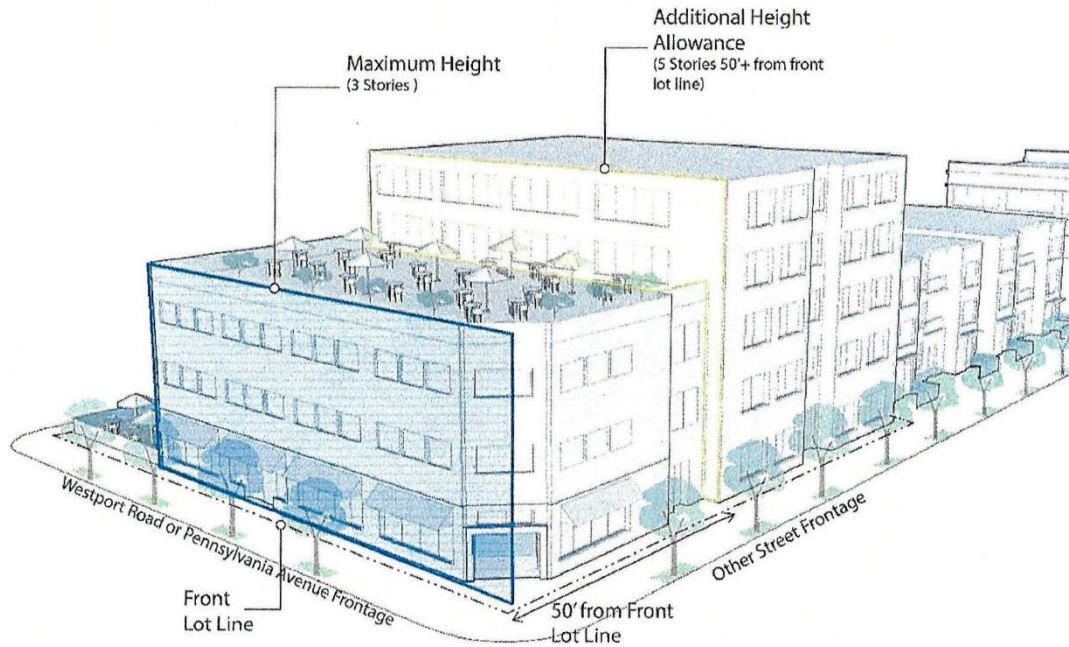 Additional Height
Allowance
(5 Stories 50'+ from front
lot line)
Maximum Height
(3 Stories )
Westport Road or Pennsylvania Avenue Frontage
Other Street Frontage
Front
Lot Line
50' from Front
Lot Line